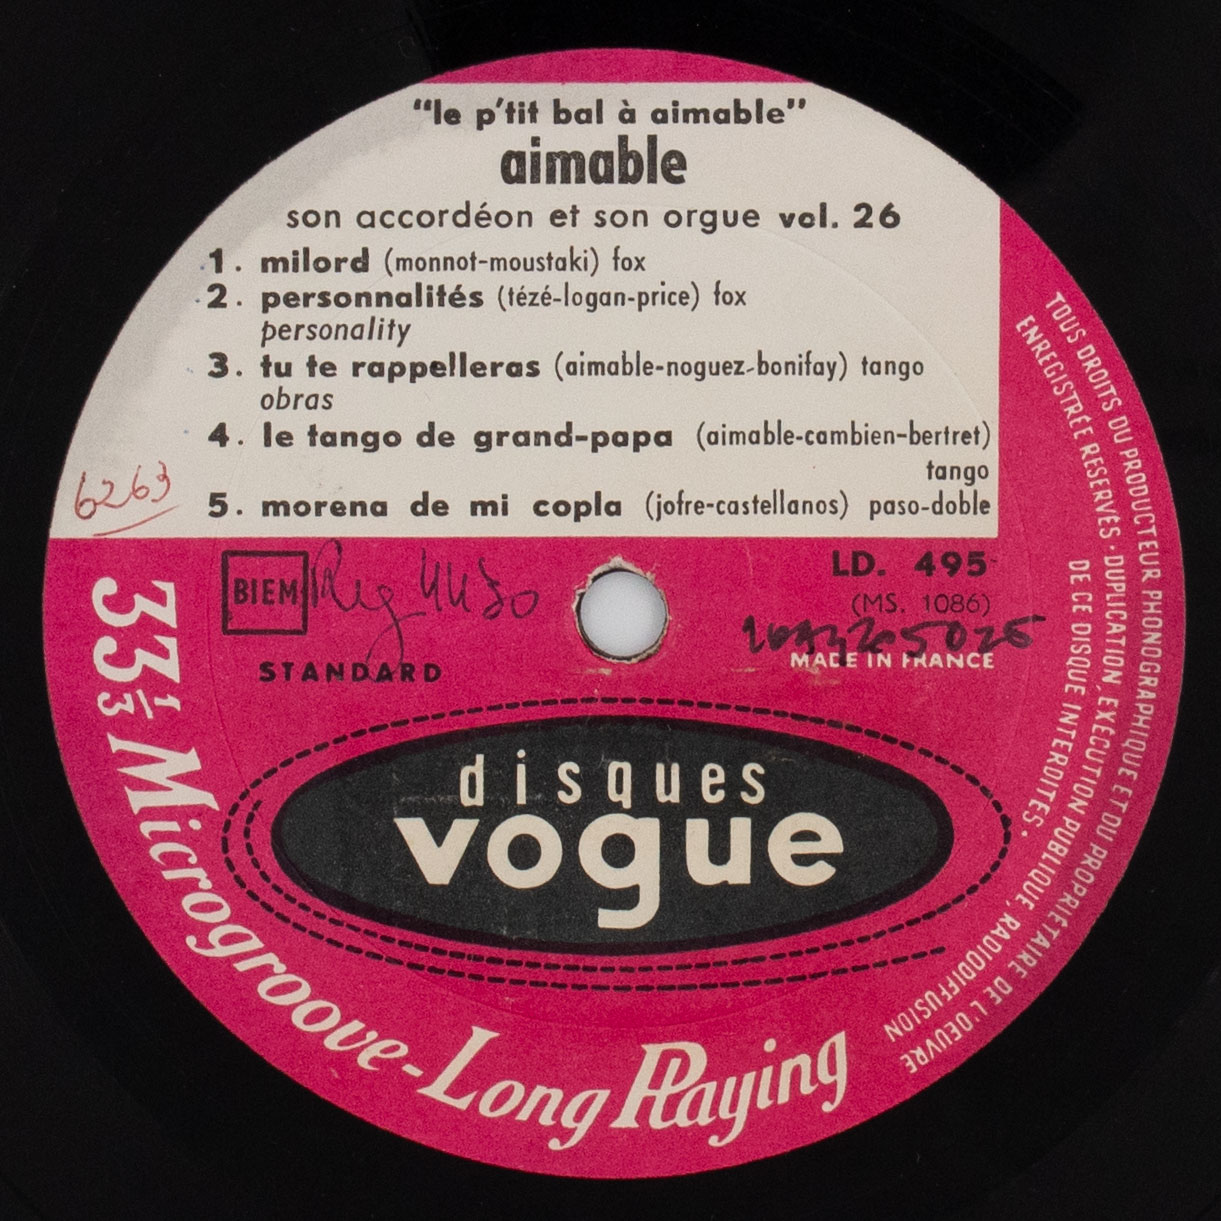 “le p’tit bal à aimable”
aimable
son accordéon et son orgue vol. 26
1. milord (monnot-moustaki) fox
2. personnalités (tézé-logan-price) fox
personality
3. tu te rappelleras (aimable-noguez-bonifay) tango
obras
4. le tango de grand-papa (aimable-cambien-bertret)
tango
5. morena de mi copla (jofre-castellanos) paso-doble
6263
BIEM
STANDARD
LD. 495
(MS. 1086)
MADE IN FRANCE
disques
vogue
33 1/3 Microgroove-Long Playing
TOUS DROITS DU PRODUCTEUR PHONOGRAPHIQUE ET DU PROPRIÉTAIRE DE L'OEUVRE
ENREGISTRÉE RESERVÉS · DUPLICATION, EXÉCUTION PUBLIQUE, RADIODIFFUSION
DE CE DISQUE INTERDITES ·